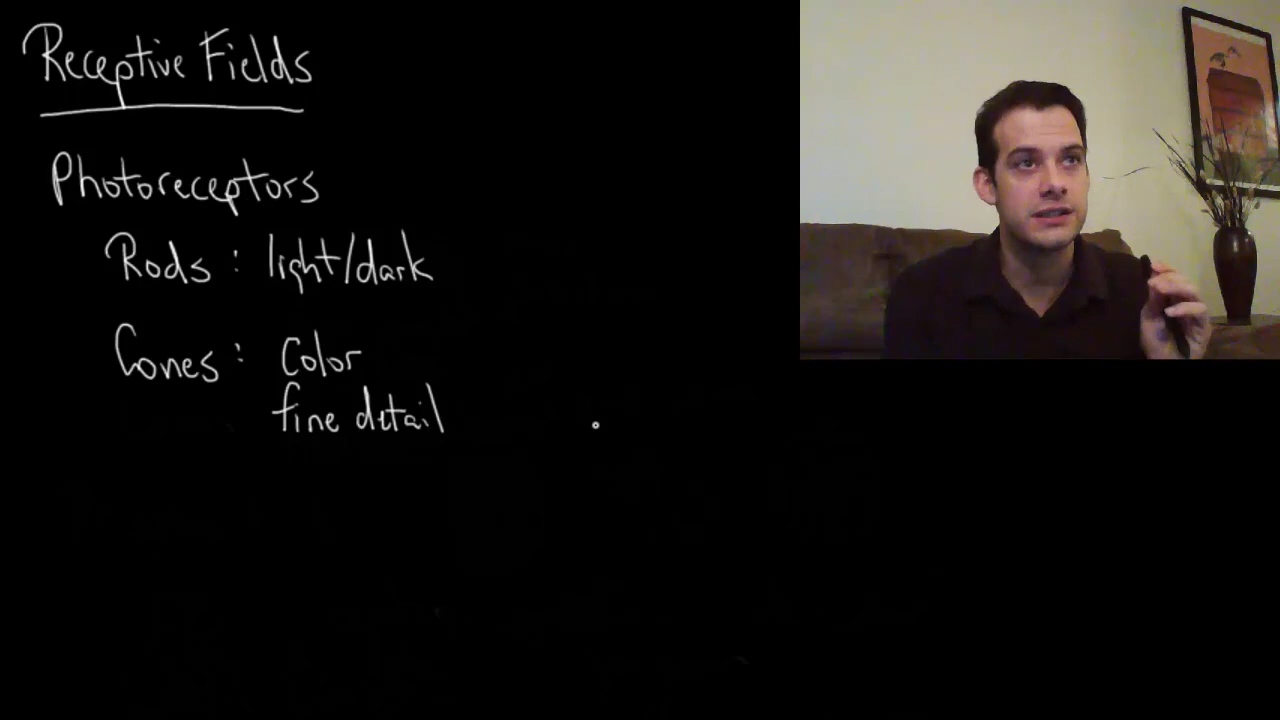 Receptive Fields
Photoreceptors
Rods : light/dark
Cones : Color
fine detail